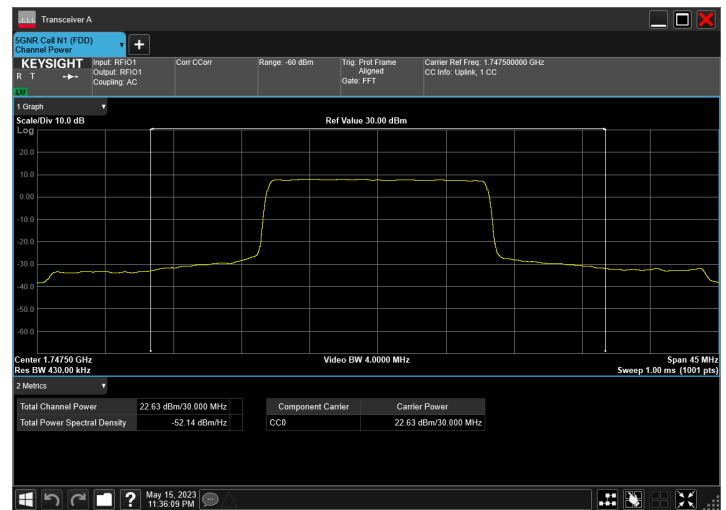 Transceiver A
5GNR Cell N1 (FDD)
Channel Power
KEYSIGHT
R T
LXI
Input: RFIO1
Output: RFIO1
Coupling: AC
Corr CCorr
Range: -60 dBm
Trig: Prot Frame
Aligned
Gate: FFT
Carrier Ref Freq: 1.747500000 GHz
CC Info: Uplink, 1 CC
1 Graph
Scale/Div 10.0 dB
Ref Value 30.00 dBm
Log
20.0
10.0
0.00
-10.0
-20.0
-30.0
-40.0
-50.0
-60.0
Center 1.74750 GHz
Video BW 4.0000 MHz
Span 45 MHz
Res BW 430.00 kHz
Sweep 1.00 ms (1001 pts)
2 Metrics
Total Channel Power 22.63 dBm/30.000 MHz
Total Power Spectral Density -52.14 dBm/Hz
Component Carrier Carrier Power
CC0 22.63 dBm/30.000 MHz
May 15, 2023
11:36:09 PM